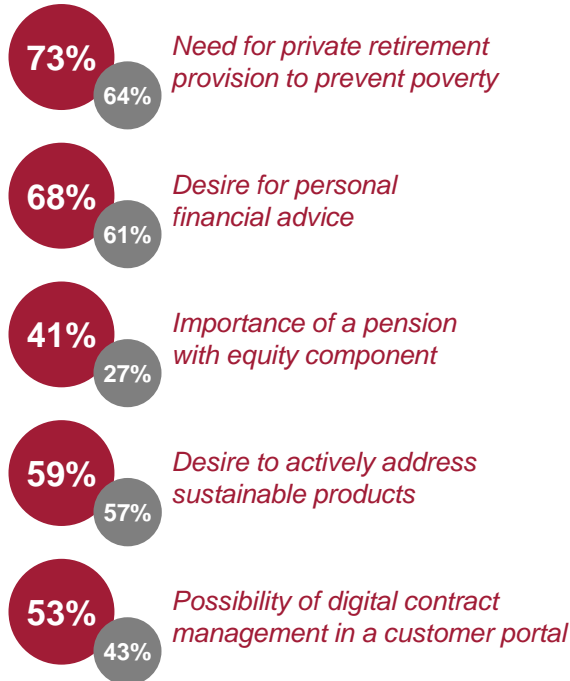 73%
64%
Need for private retirement
provision to prevent poverty
68%
61%
Desire for personal
financial advice
41%
27%
Importance of a pension
with equity component
59%
57%
Desire to actively address
sustainable products
53%
43%
Possibility of digital contract
management in a customer portal